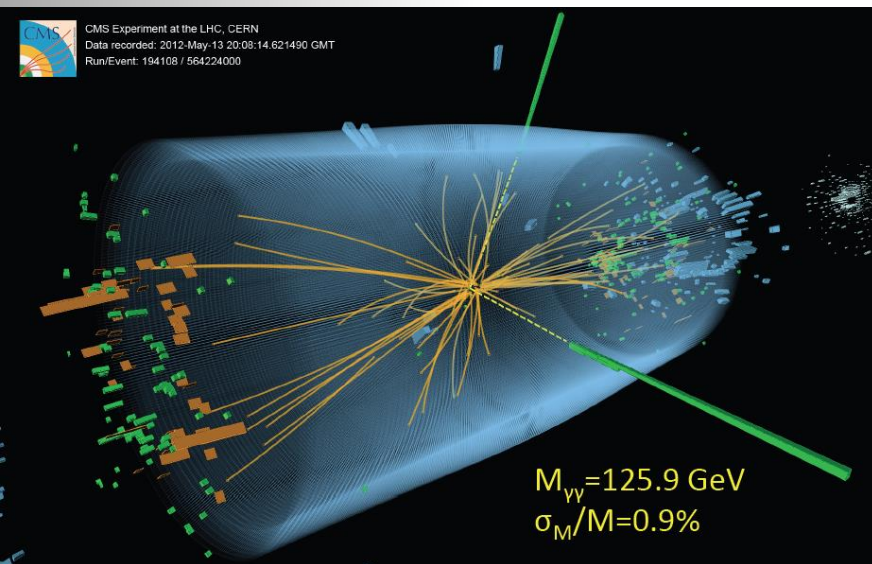 CMS
CMS Experiment at the LHC, CERN
Data recorded: 2012-May-13 20:08:14.621490 GMT
Run/Event: 194108 / 564224000
Mγγ=125.9 GeV
σM/M=0.9%